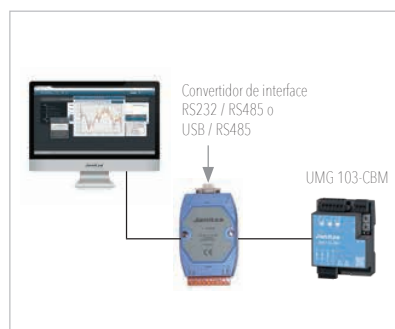 Convertidor de interface
RS232 / RS485 o
USB / RS485
UMG 103-CBM